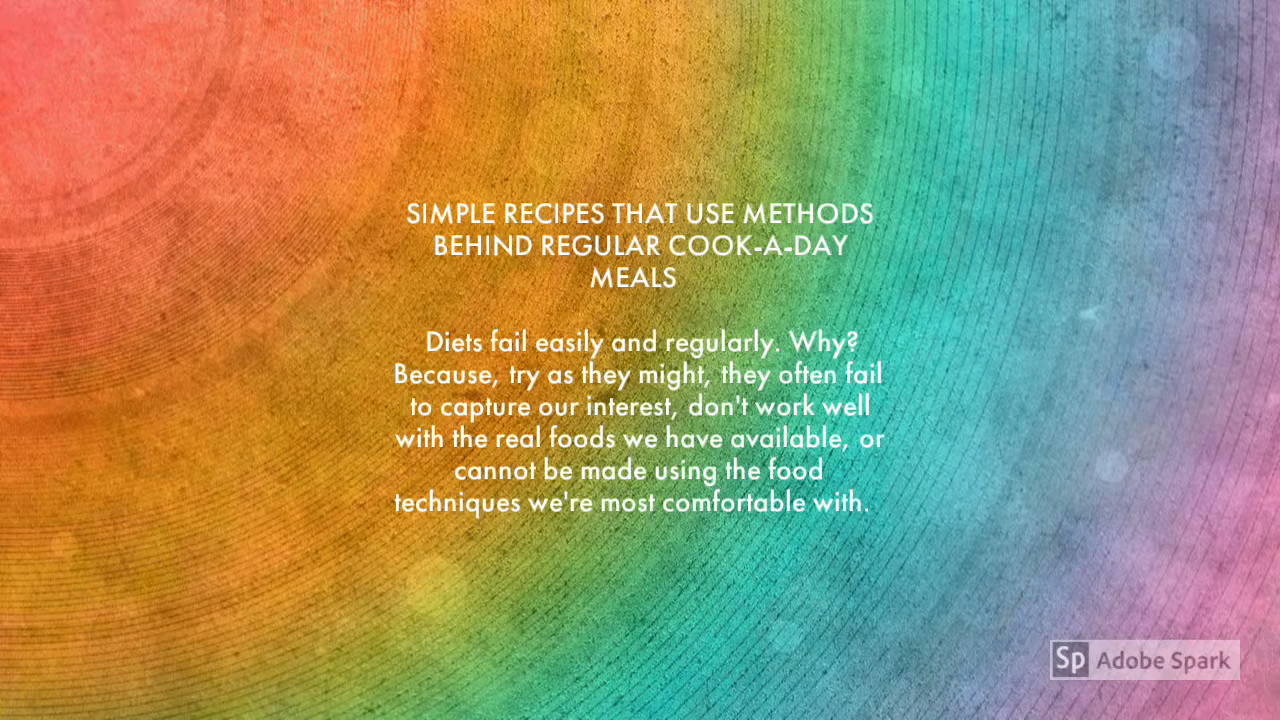 SIMPLE RECIPES THAT USE METHODS
BEHIND REGULAR COOK-A-DAY
MEALS
Diets fail easily and regularly. Why?
Because, try as they might, they often fail
to capture our interest, don't work well
with the real foods we have available, or
cannot be made using the food
techniques we're most comfortable with.
Sp Adobe Spark